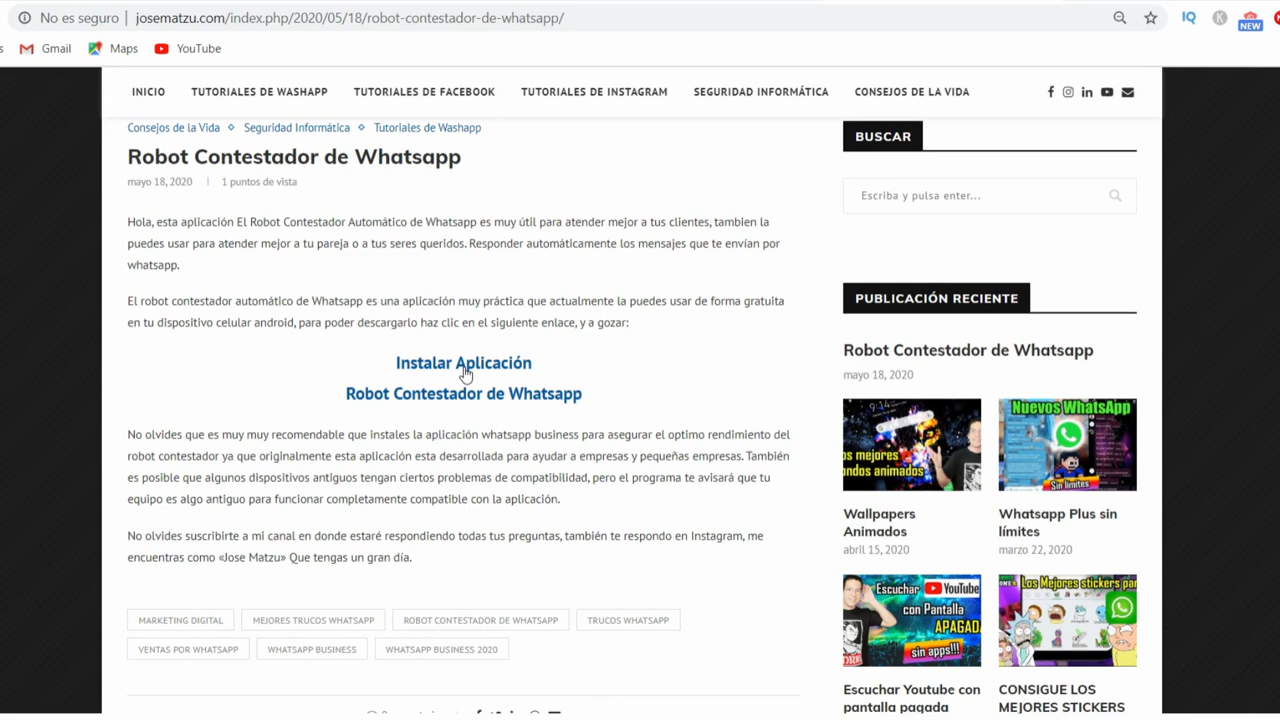 No es seguro | josematzu.com/index.php/2020/05/18/robot-contestador-de-whatsapp/
IQ
K
NEW
s
Gmail
Maps
YouTube
INICIO
TUTORIALES DE WASHAPP
TUTORIALES DE FACEBOOK
TUTORIALES DE INSTAGRAM
SEGURIDAD INFORMÁTICA
CONSEJOS DE LA VIDA
Consejos de la Vida ◇ Seguridad Informática ◇ Tutoriales de Washapp
Robot Contestador de Whatsapp
mayo 18, 2020 | 1 puntos de vista
Hola, esta aplicación El Robot Contestador Automático de Whatsapp es muy útil para atender mejor a tus clientes, tambien la
puedes usar para atender mejor a tu pareja o a tus seres queridos. Responder automáticamente los mensajes que te envían por
whatsapp.
El robot contestador automático de Whatsapp es una aplicación muy práctica que actualmente la puedes usar de forma gratuita
en tu dispositivo celular android, para poder descargarlo haz clic en el siguiente enlace, y a gozar:
Instalar Aplicación
Robot Contestador de Whatsapp
No olvides que es muy muy recomendable que instales la aplicación whatsapp business para asegurar el optimo rendimiento del
robot contestador ya que originalmente esta aplicación esta desarrollada para ayudar a empresas y pequeñas empresas. También
es posible que algunos dispositivos antiguos tengan ciertos problemas de compatibilidad, pero el programa te avisará que tu
equipo es algo antiguo para funcionar completamente compatible con la aplicación.
No olvides suscribirte a mi canal en donde estaré respondiendo todas tus preguntas, también te respondo en Instagram, me
encuentras como «Jose Matzu» Que tengas un gran día.
MARKETING DIGITAL
MEJORES TRUCOS WHATSAPP
ROBOT CONTESTADOR DE WHATSAPP
TRUCOS WHATSAPP
VENTAS POR WHATSAPP
WHATSAPP BUSINESS
WHATSAPP BUSINESS 2020
BUSCAR
Escriba y pulsa enter...
PUBLICACIÓN RECIENTE
Robot Contestador de Whatsapp
mayo 18, 2020
9:14
os mejores
ondos animados
Nuevos WhatsApp
Sin limites
Wallpapers
Animados
abril 15, 2020
Whatsapp Plus sin
límites
marzo 22, 2020
Escuchar YouTube
con Pantalla
APAGADA
sin apps!!!
Los Mejores stickers par
Escuchar Youtube con
pantalla pagada
CONSIGUE LOS
MEJORES STICKERS